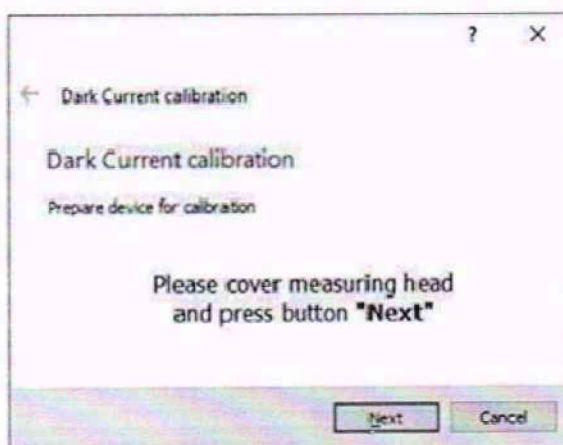 ? ×
← Dark Current calibration
Dark Current calibration
Prepare device for calibration
Please cover measuring head
and press button "Next"
Next Cancel